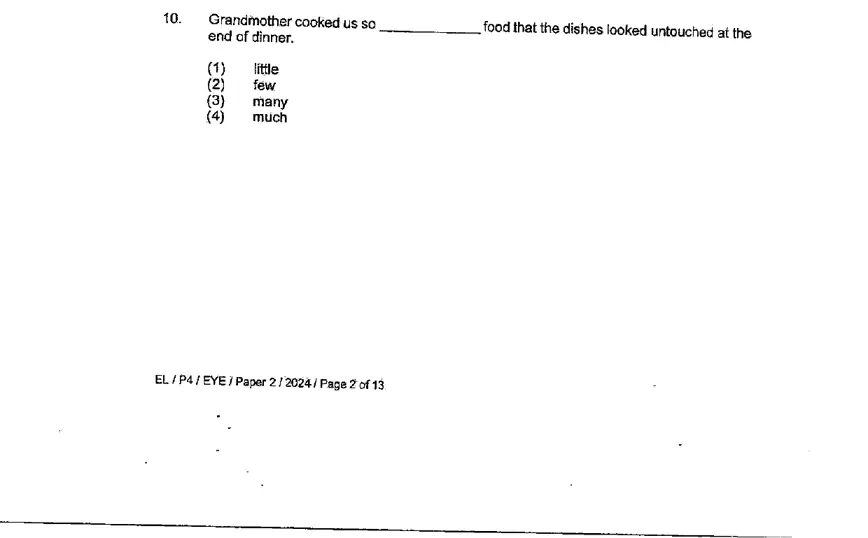 10. Grandmother cooked us so ____________ food that the dishes looked untouched at the
end of dinner.
(1) little
(2) few
(3) many
(4) much
EL / P4 / EYE / Paper 2 / 2024 / Page 2 of 13